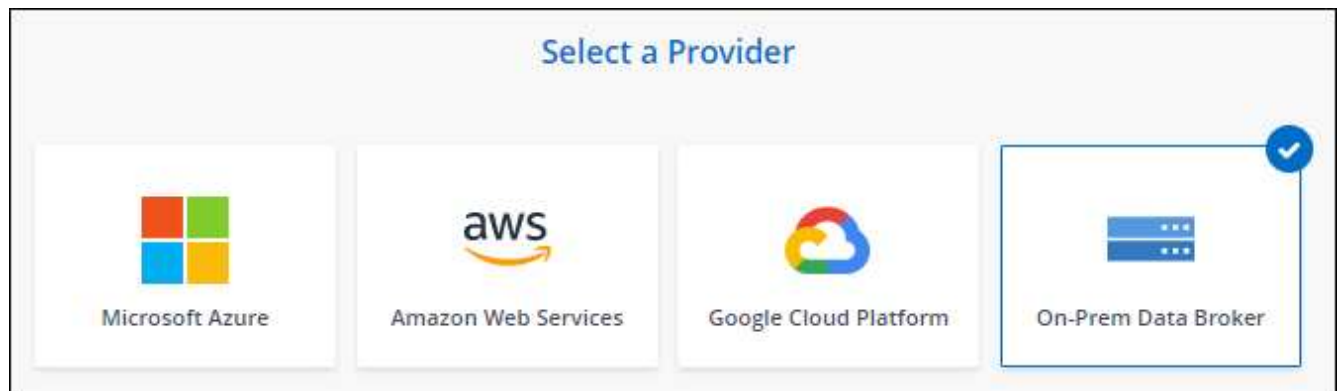 Select a Provider
aws
Microsoft Azure
Amazon Web Services
Google Cloud Platform
On-Prem Data Broker